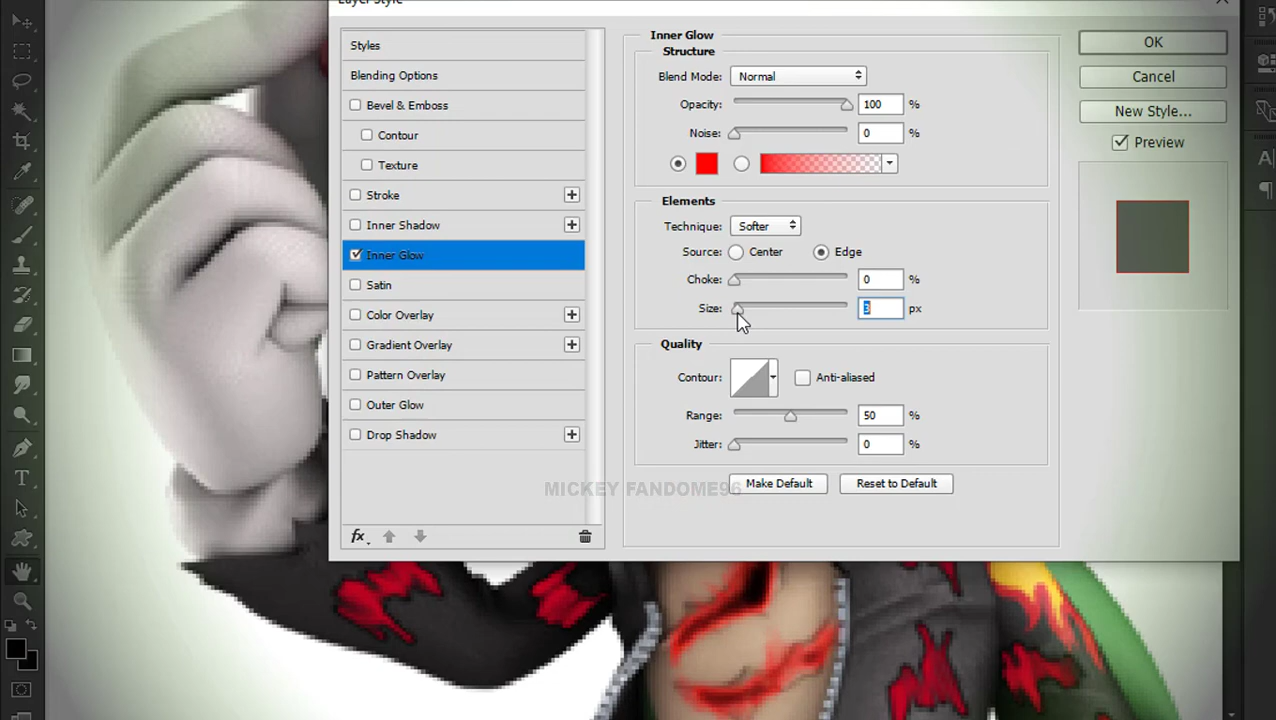 Layer Style
Styles
Blending Options
Bevel & Emboss
Contour
Texture
Stroke
Inner Shadow
Inner Glow
Satin
Color Overlay
Gradient Overlay
Pattern Overlay
Outer Glow
Drop Shadow
fx
Inner Glow
Structure
Blend Mode: Normal
Opacity: 100 %
Noise: 0 %
Elements
Technique: Softer
Source: Center Edge
Choke: 0 %
Size: 3 px
Quality
Contour: Anti-aliased
Range: 50 %
Jitter: 0 %
Make Default Reset to Default
OK
Cancel
New Style...
Preview
MICKEY FANDOME96